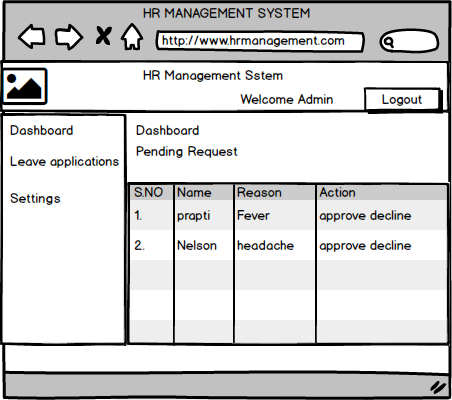 HR MANAGEMENT SYSTEM
http://www.hrmanagement.com
HR Management Sstem
Welcome Admin
Logout
Dashboard
Leave applications
Settings
Dashboard
Pending Request
S.NO Name Reason Action
1. prapti Fever approve decline
2. Nelson headache approve decline